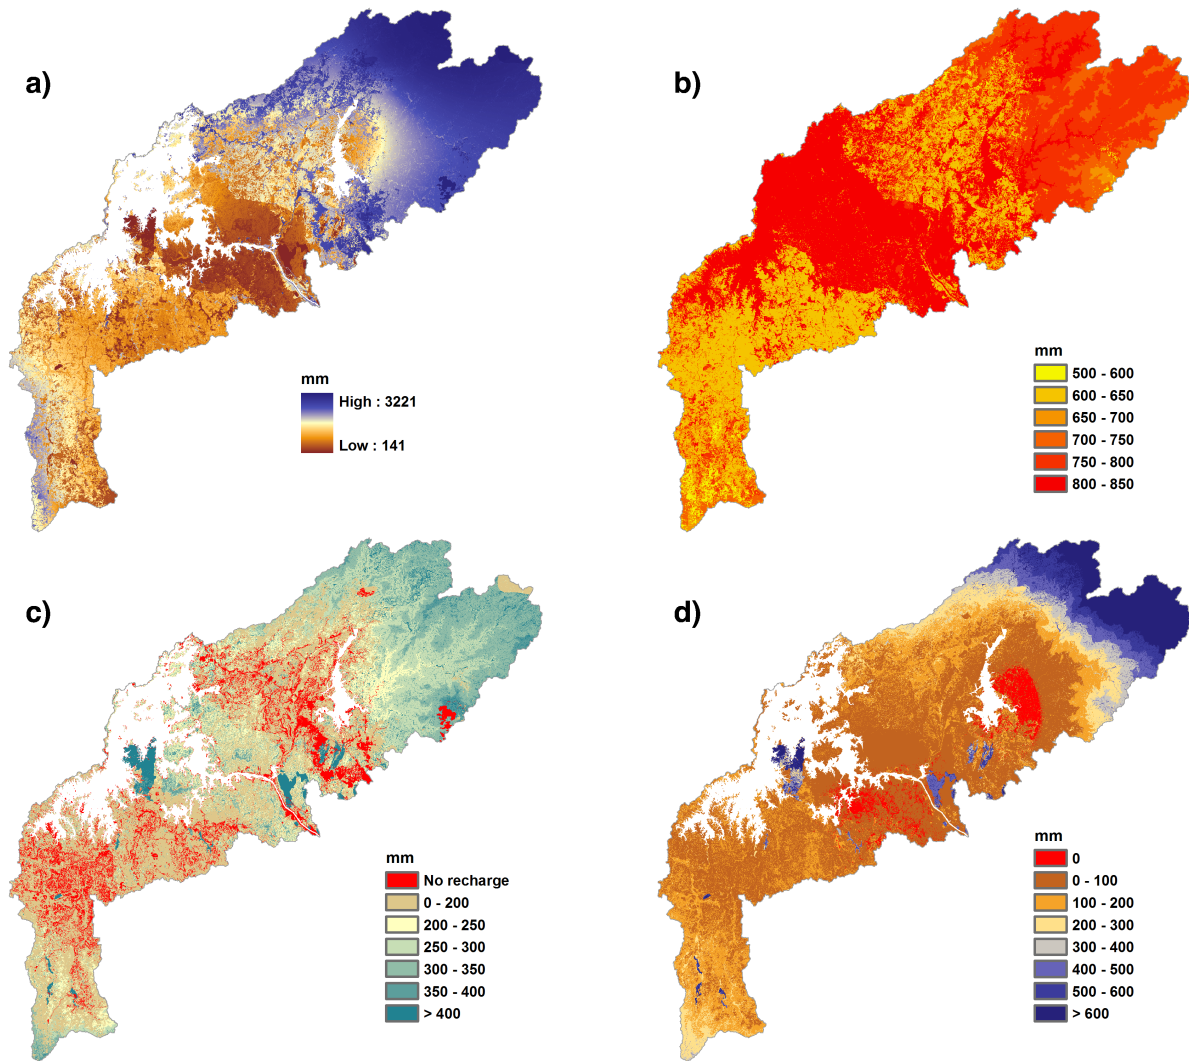 a)
b)
mm
High : 3221
Low : 141
mm
500 - 600
600 - 650
650 - 700
700 - 750
750 - 800
800 - 850
c)
d)
mm
No recharge
0 - 200
200 - 250
250 - 300
300 - 350
350 - 400
> 400
mm
0
0 - 100
100 - 200
200 - 300
300 - 400
400 - 500
500 - 600
> 600